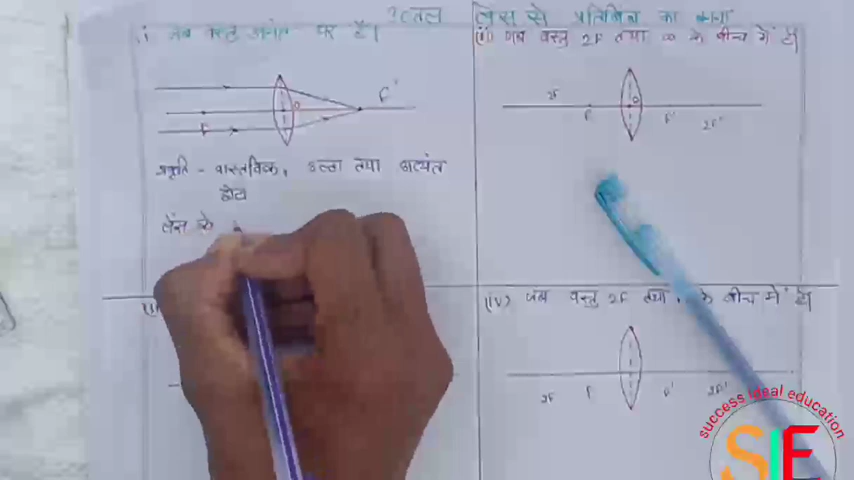 उत्तल लेंस से प्रतिबिंब का बनना
i जब वस्तु अनंत पर है।
F'
O
F
प्रकृति - वास्तविक, उल्टा तथा अत्यंत
छोटा
लेंस के
(ii) जब वस्तु 2F तथा ∞ के बीच में हो
2F
F
O
F'
2F'
(iv) जब वस्तु 2F तथा के बीच में हो।
2F
F
F'
2F'
success ideal education
SIE